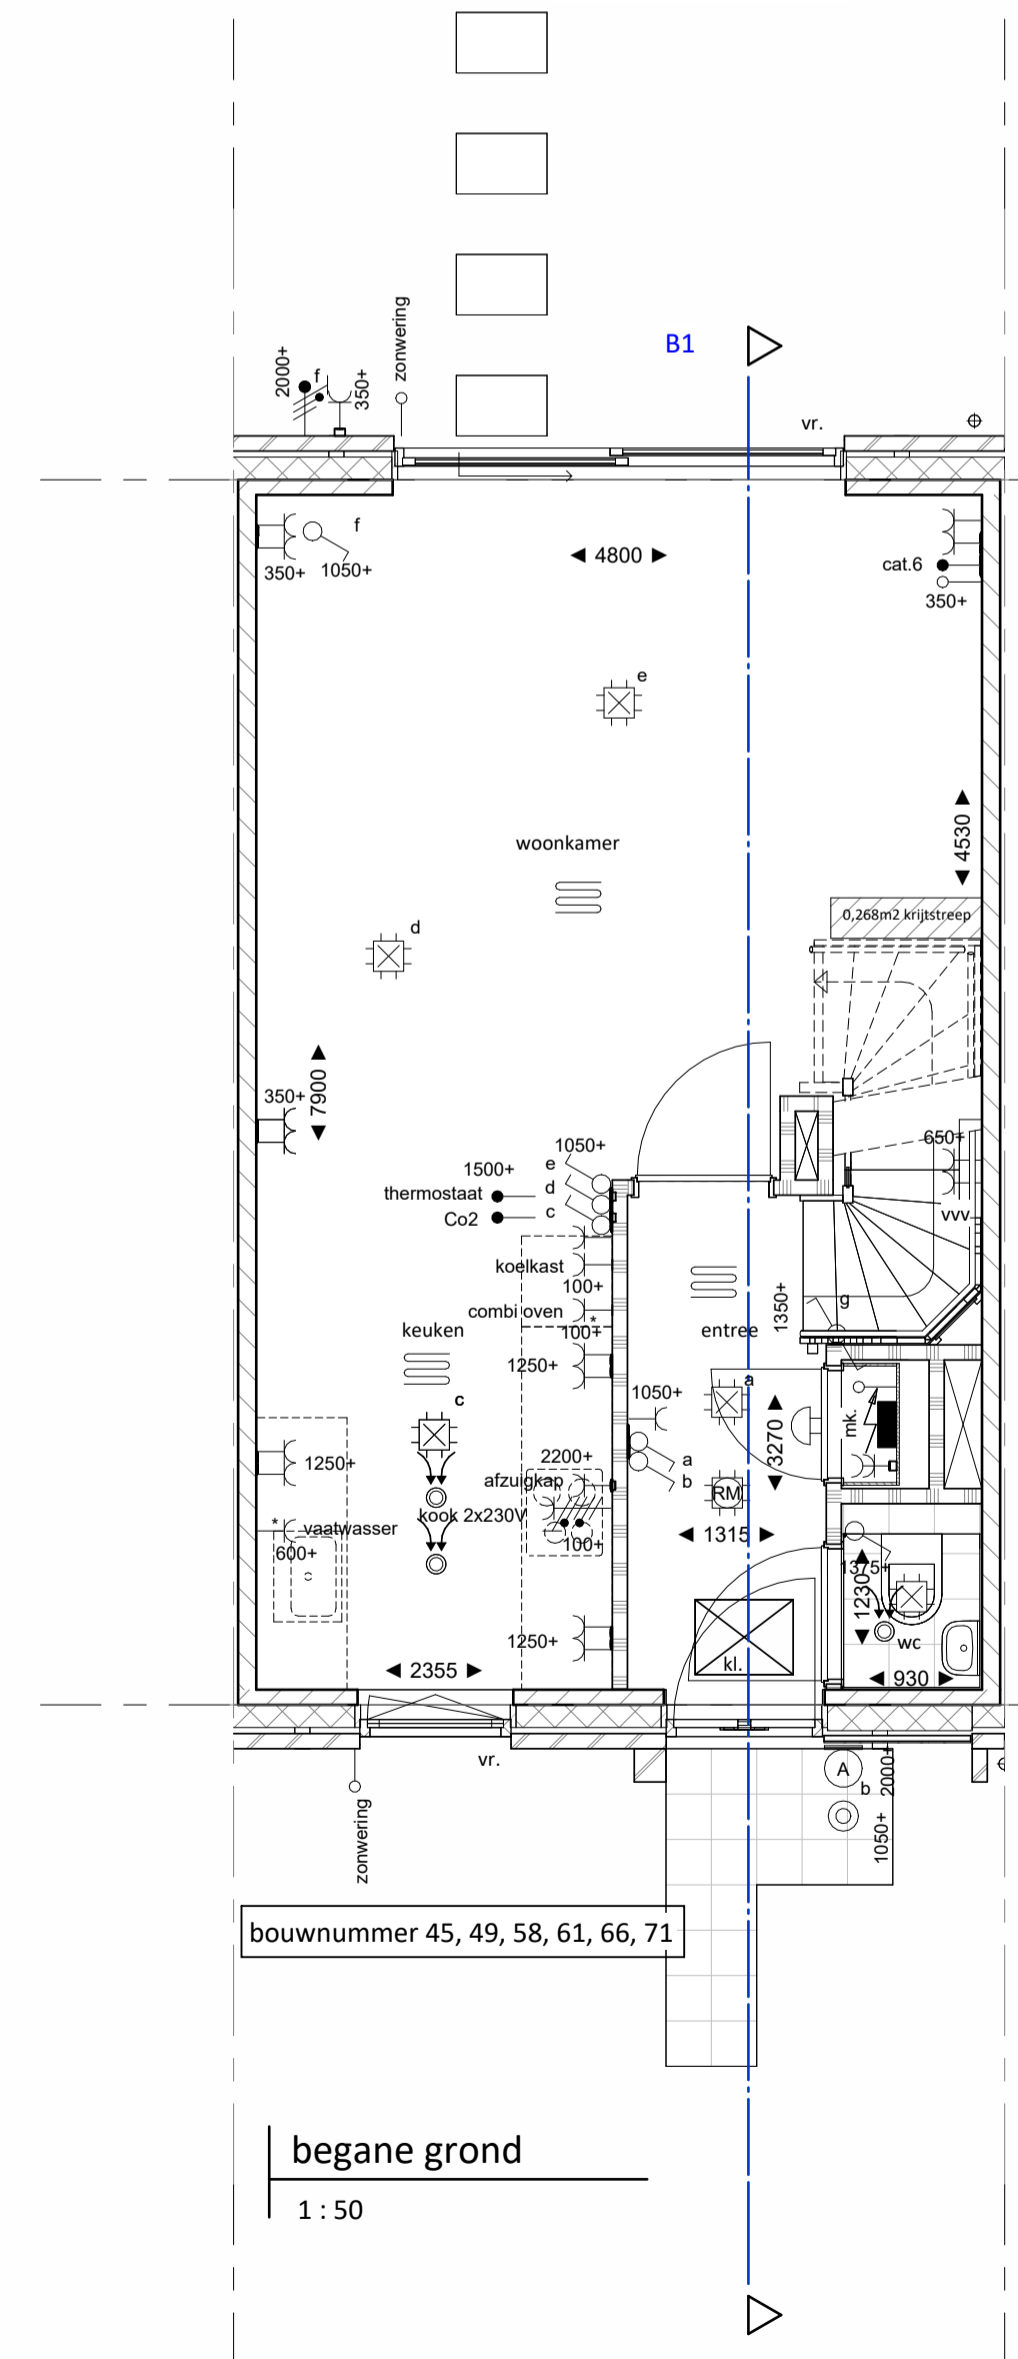 zonwering
2000+
f
350+
B1
vr.
f
350+
1050+
4800
cat.6
350+
e
4530
woonkamer
0,268m2 krijtstreep
d
7900
350+
650+
1050+
1500+
e
thermostaat
d
Co2
c
vvv
koelkast
100+
combi oven
*
100+
keuken
entree
1350+
g
1250+
c
1050+
a
3270
mk.
2200+
a
b
1250+
afzuigkap
RM
kook 2x230V
* vaatwasser
600+
100+
1315
1375+
1230
1250+
wc
kl.
2355
930
vr.
A
b
2000+
1050+
zonwering
bouwnummer 45, 49, 58, 61, 66, 71
begane grond
1 : 50